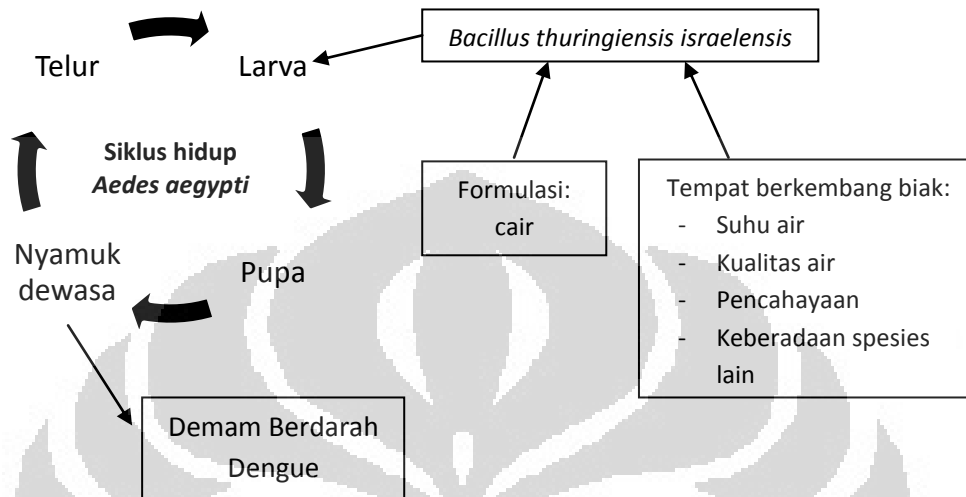 Bacillus thuringiensis israelensis
Telur
Larva
Siklus hidup
Aedes aegypti
Formulasi:
cair
Tempat berkembang biak:
- Suhu air
- Kualitas air
- Pencahayaan
- Keberadaan spesies
lain
Nyamuk
dewasa
Pupa
Demam Berdarah
Dengue